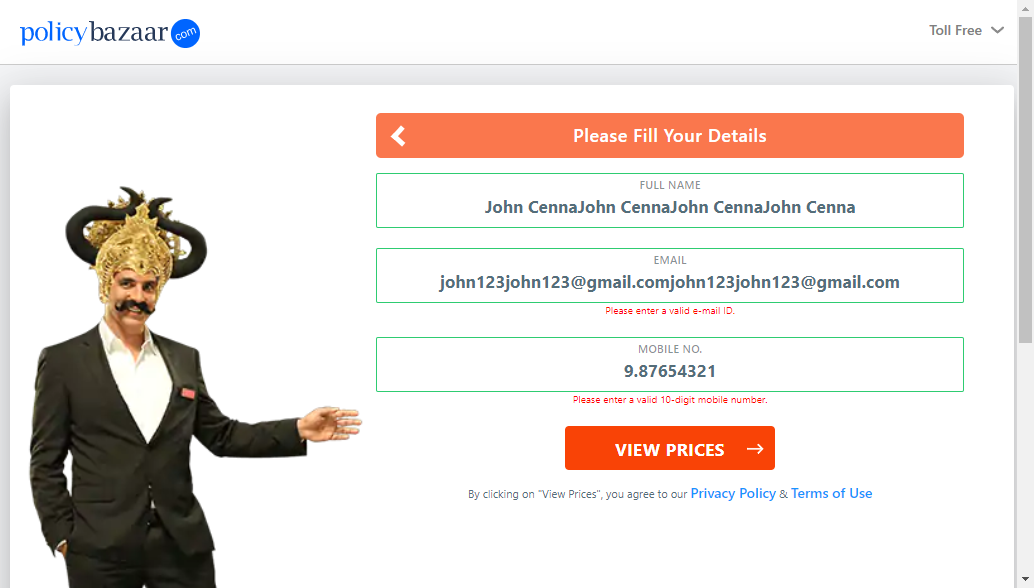 policybazaar com
Toll Free
Please Fill Your Details
FULL NAME
John CennaJohn CennaJohn CennaJohn Cenna
EMAIL
john123john123@gmail.comjohn123john123@gmail.com
Please enter a valid e-mail ID.
MOBILE NO.
9.87654321
Please enter a valid 10-digit mobile number.
VIEW PRICES
By clicking on "View Prices", you agree to our Privacy Policy & Terms of Use